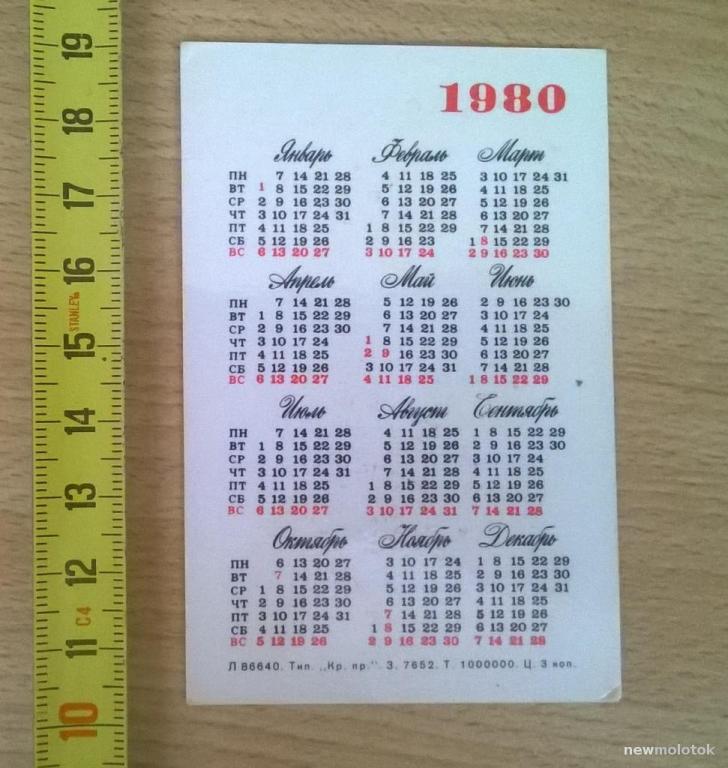 1980
Январь Февраль Март
ПН 7 14 21 28 4 11 18 25 3 10 17 24 31
ВТ 1 8 15 22 29 5 12 19 26 4 11 18 25
СР 2 9 16 23 30 6 13 20 27 5 12 19 26
ЧТ 3 10 17 24 31 7 14 21 28 6 13 20 27
ПТ 4 11 18 25 1 8 15 22 29 7 14 21 28
СБ 5 12 19 26 2 9 16 23 1 8 15 22 29
ВС 6 13 20 27 3 10 17 24 2 9 16 23 30
Апрель Май Июнь
ПН 7 14 21 28 5 12 19 26 2 9 16 23 30
ВТ 1 8 15 22 29 6 13 20 27 3 10 17 24
СР 2 9 16 23 30 7 14 21 28 4 11 18 25
ЧТ 3 10 17 24 1 8 15 22 29 5 12 19 26
ПТ 4 11 18 25 2 9 16 23 30 6 13 20 27
СБ 5 12 19 26 3 10 17 24 31 7 14 21 28
ВС 6 13 20 27 4 11 18 25 1 8 15 22 29
Июль Август Сентябрь
ПН 7 14 21 28 4 11 18 25 1 8 15 22 29
ВТ 1 8 15 22 29 5 12 19 26 2 9 16 23 30
СР 2 9 16 23 30 6 13 20 27 3 10 17 24
ЧТ 3 10 17 24 31 7 14 21 28 4 11 18 25
ПТ 4 11 18 25 1 8 15 22 29 5 12 19 26
СБ 5 12 19 26 2 9 16 23 30 6 13 20 27
ВС 6 13 20 27 3 10 17 24 31 7 14 21 28
Октябрь Ноябрь Декабрь
ПН 6 13 20 27 3 10 17 24 1 8 15 22 29
ВТ 7 14 21 28 4 11 18 25 2 9 16 23 30
СР 1 8 15 22 29 5 12 19 26 3 10 17 24 31
ЧТ 2 9 16 23 30 6 13 20 27 4 11 18 25
ПТ 3 10 17 24 31 7 14 21 28 5 12 19 26
СБ 4 11 18 25 1 8 15 22 29 6 13 20 27
ВС 5 12 19 26 2 9 16 23 30 7 14 21 28
Л 86640. Тип. „Кр. пр.". З. 7652. Т. 1000000. Ц. 3 коп.
19
18
17
16
STANLEY
15
14
13
12
C4
11
10
newmolotok